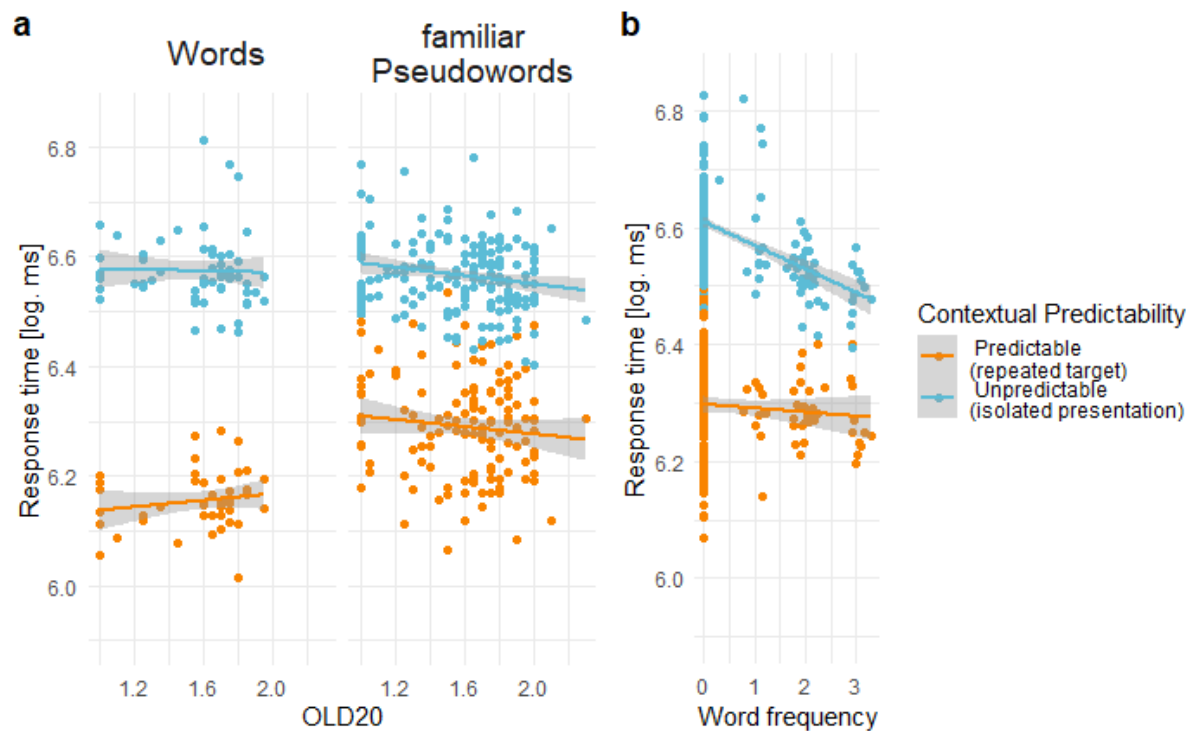 a
Words
familiar
Pseudowords
Response time [log. ms]
6.8
6.6
6.4
6.2
6.0
1.2 1.6 2.0
1.2 1.6 2.0
OLD20
b
Response time [log. ms]
6.8
6.6
6.4
6.2
6.0
0 1 2 3
Word frequency
Contextual Predictability
Predictable
(repeated target)
Unpredictable
(isolated presentation)